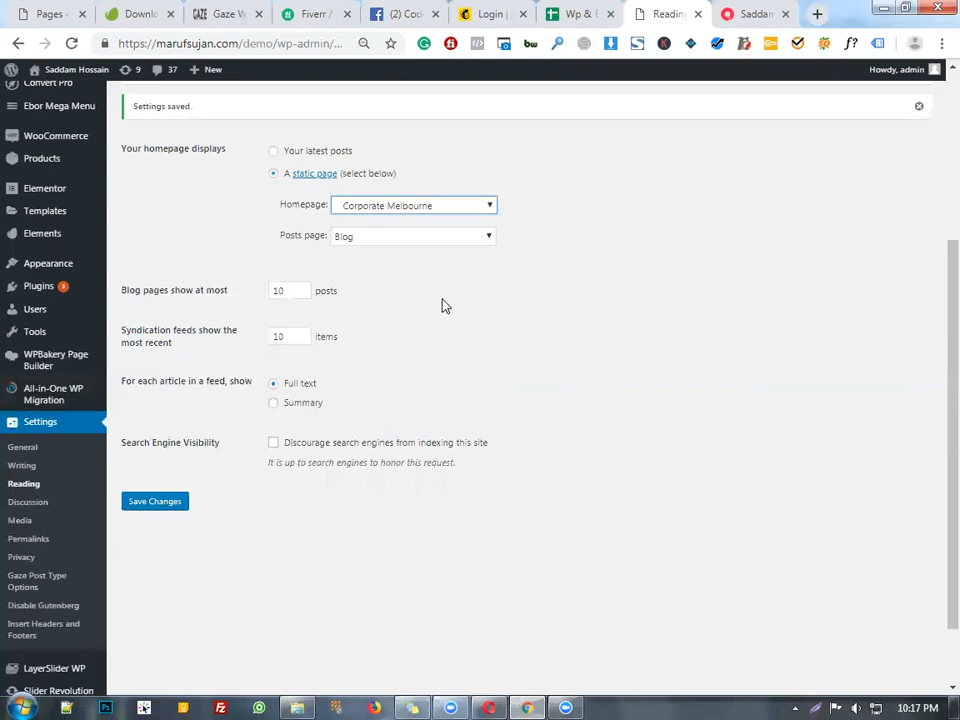 Pages ‹
Downlo
GAZE Gaze W
Fiverr /
(2) Cod
Login |
Wp & E
Readin
Saddam
https://marufsujan.com/demo/wp-admin/...
f?
Saddam Hossain
9
37
+ New
Howdy, admin
Convert Pro
Ebor Mega Menu
WooCommerce
Products
Elementor
Templates
Elements
Appearance
Plugins 3
Users
Tools
WPBakery Page
Builder
All-in-One WP
Migration
Settings
General
Writing
Reading
Discussion
Media
Permalinks
Privacy
Gaze Post Type
Options
Disable Gutenberg
Insert Headers and
Footers
LayerSlider WP
Slider Revolution
Settings saved.
Your homepage displays
Your latest posts
A static page (select below)
Homepage: Corporate Melbourne
Posts page: Blog
Blog pages show at most
10 posts
Syndication feeds show the
most recent
10 items
For each article in a feed, show
Full text
Summary
Search Engine Visibility
Discourage search engines from indexing this site
It is up to search engines to honor this request.
Save Changes
10:17 PM